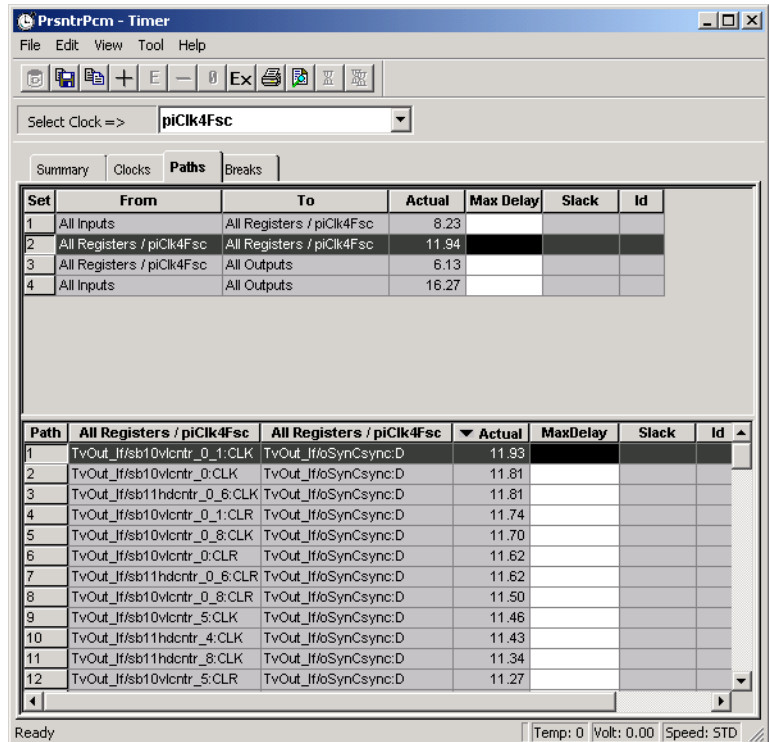 PrsntrPcm - Timer
File Edit View Tool Help
E Ex
Select Clock => piClk4Fsc
Summary Clocks Paths Breaks
Set From To Actual Max Delay Slack Id
1 All Inputs All Registers / piClk4Fsc 8.23
2 All Registers / piClk4Fsc All Registers / piClk4Fsc 11.94
3 All Registers / piClk4Fsc All Outputs 6.13
4 All Inputs All Outputs 16.27
Path All Registers / piClk4Fsc All Registers / piClk4Fsc Actual MaxDelay Slack Id
1 TvOut_If/sb10vlcntr_0_1:CLK TvOut_If/oSynCsync:D 11.93
2 TvOut_If/sb10vlcntr_0:CLK TvOut_If/oSynCsync:D 11.81
3 TvOut_If/sb11hdcntr_0_6:CLK TvOut_If/oSynCsync:D 11.81
4 TvOut_If/sb10vlcntr_0_1:CLR TvOut_If/oSynCsync:D 11.74
5 TvOut_If/sb10vlcntr_0_8:CLK TvOut_If/oSynCsync:D 11.70
6 TvOut_If/sb10vlcntr_0:CLR TvOut_If/oSynCsync:D 11.62
7 TvOut_If/sb11hdcntr_0_6:CLR TvOut_If/oSynCsync:D 11.62
8 TvOut_If/sb10vlcntr_0_8:CLR TvOut_If/oSynCsync:D 11.50
9 TvOut_If/sb10vlcntr_5:CLK TvOut_If/oSynCsync:D 11.46
10 TvOut_If/sb11hdcntr_4:CLK TvOut_If/oSynCsync:D 11.43
11 TvOut_If/sb11hdcntr_8:CLK TvOut_If/oSynCsync:D 11.34
12 TvOut_If/sb10vlcntr_5:CLR TvOut_If/oSynCsync:D 11.27
Ready Temp: 0 Volt: 0.00 Speed: STD